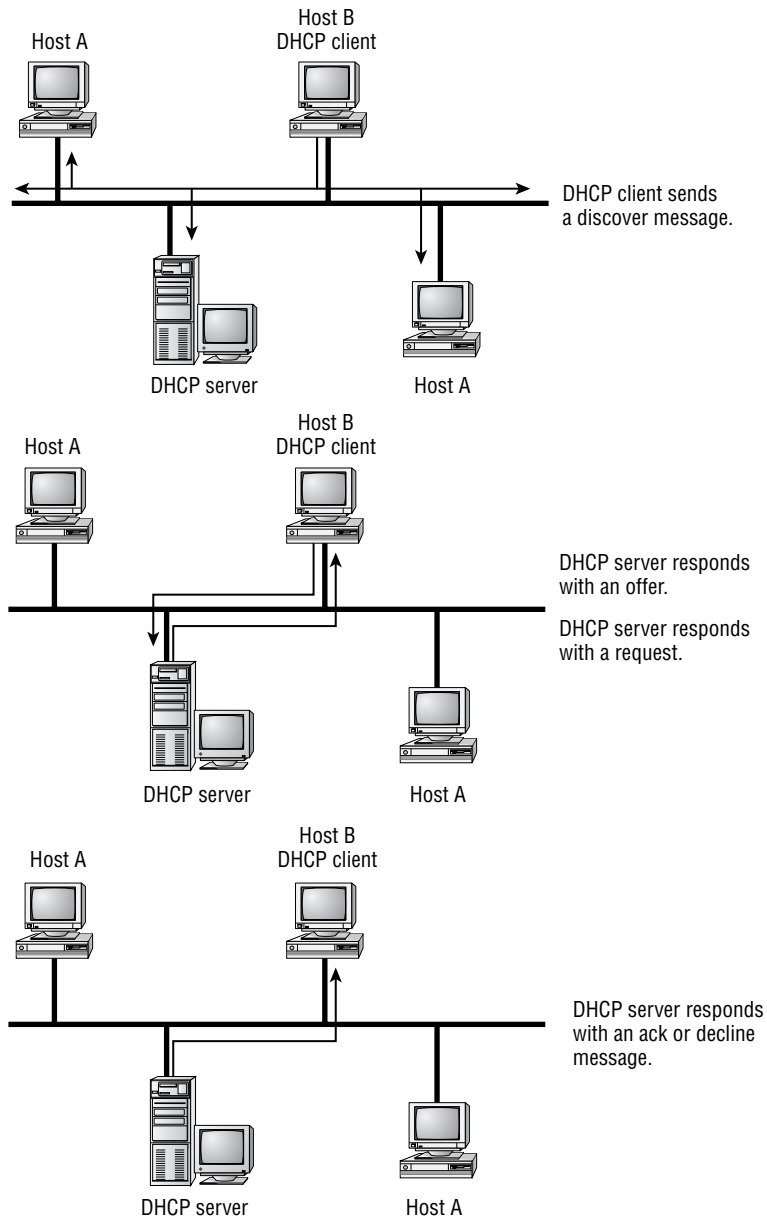 Host B
Host A
DHCP client
DHCP client sends
a discover message.
DHCP server
Host A
Host B
Host A
DHCP client
DHCP server responds
with an offer.
DHCP server responds
with a request.
DHCP server
Host A
Host B
Host A
DHCP client
DHCP server responds
with an ack or decline
message.
DHCP server
Host A